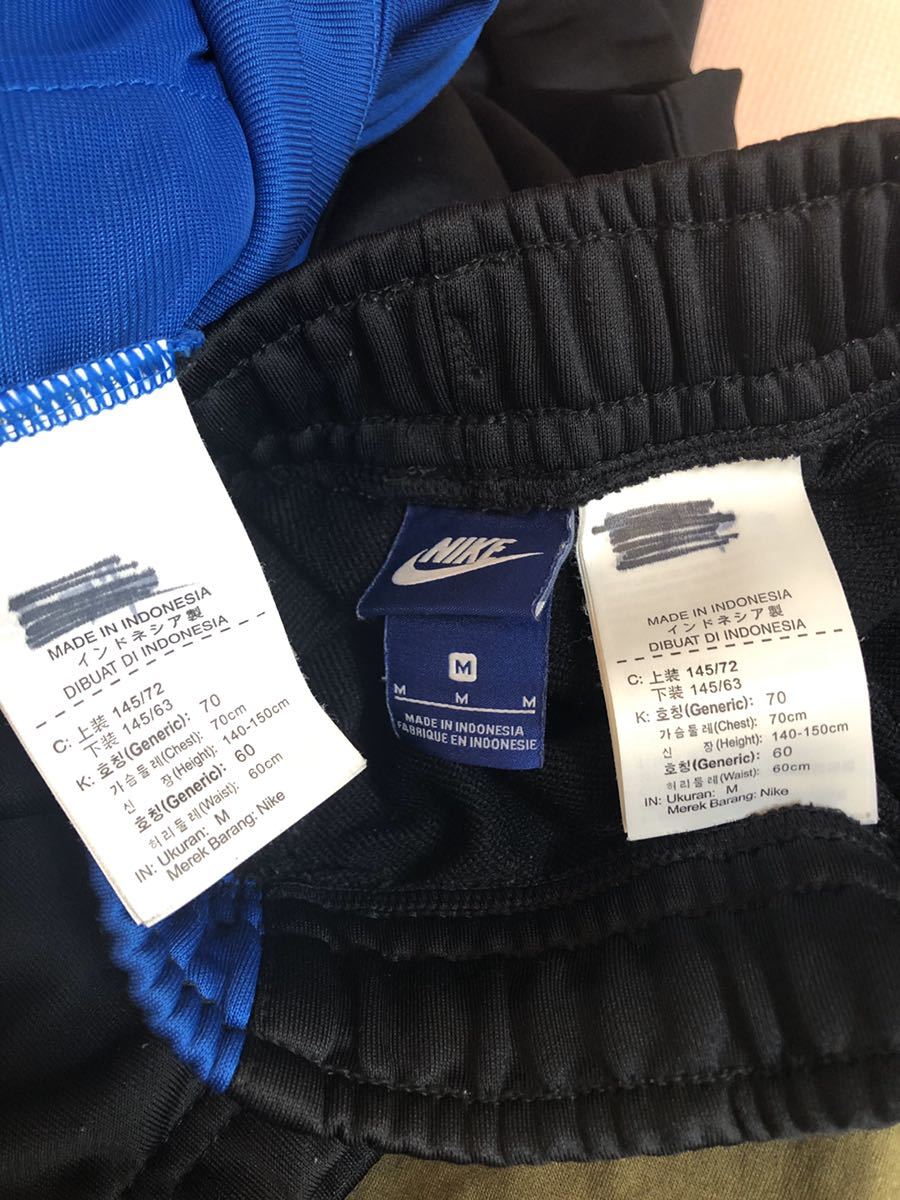 MADE IN INDONESIA
インドネシア製
DIBUAT DI INDONESIA
C: 上装 145/72
下装 145/63
K: 호칭(Generic): 70
가슴둘레(Chest): 70cm
신 장(Height): 140-150cm
호칭(Generic): 60
허리둘레(Waist): 60cm
IN: Ukuran: M
Merek Barang: Nike
NIKE
M
M M M
MADE IN INDONESIA
FABRIQUE EN INDONESIE
MADE IN INDONESIA
インドネシア製
DIBUAT DI INDONESIA
C: 上装 145/72
下装 145/63
K: 호칭(Generic): 70
가슴둘레(Chest): 70cm
신 장(Height): 140-150cm
호칭(Generic): 60
허리둘레(Waist): 60cm
IN: Ukuran: M
Merek Barang: Nike